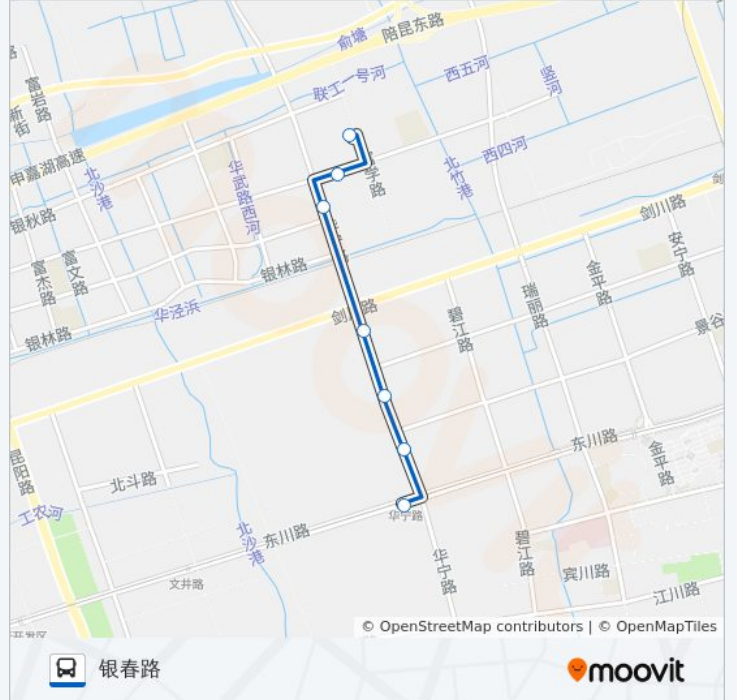 俞塘
陪昆东路
路
联工一号河
西五河
竖河
富岩路
新街
申嘉湖高速
北沙港
华武路西河
学路
北竹港
西四河
银秋路
剑川路
富杰路
富文路
银林路
安宁路
金平路
瑞丽路
华泾浜
剑川路
碧江路
银林路
景谷
昆阳路
北斗路
东川路
金平路
工农河
北沙港
东川路
华宁路
华宁路
碧江路
宾川路
文井路
江川路
开发区
© OpenStreetMap contributors | © OpenMapTiles
银春路
moovit